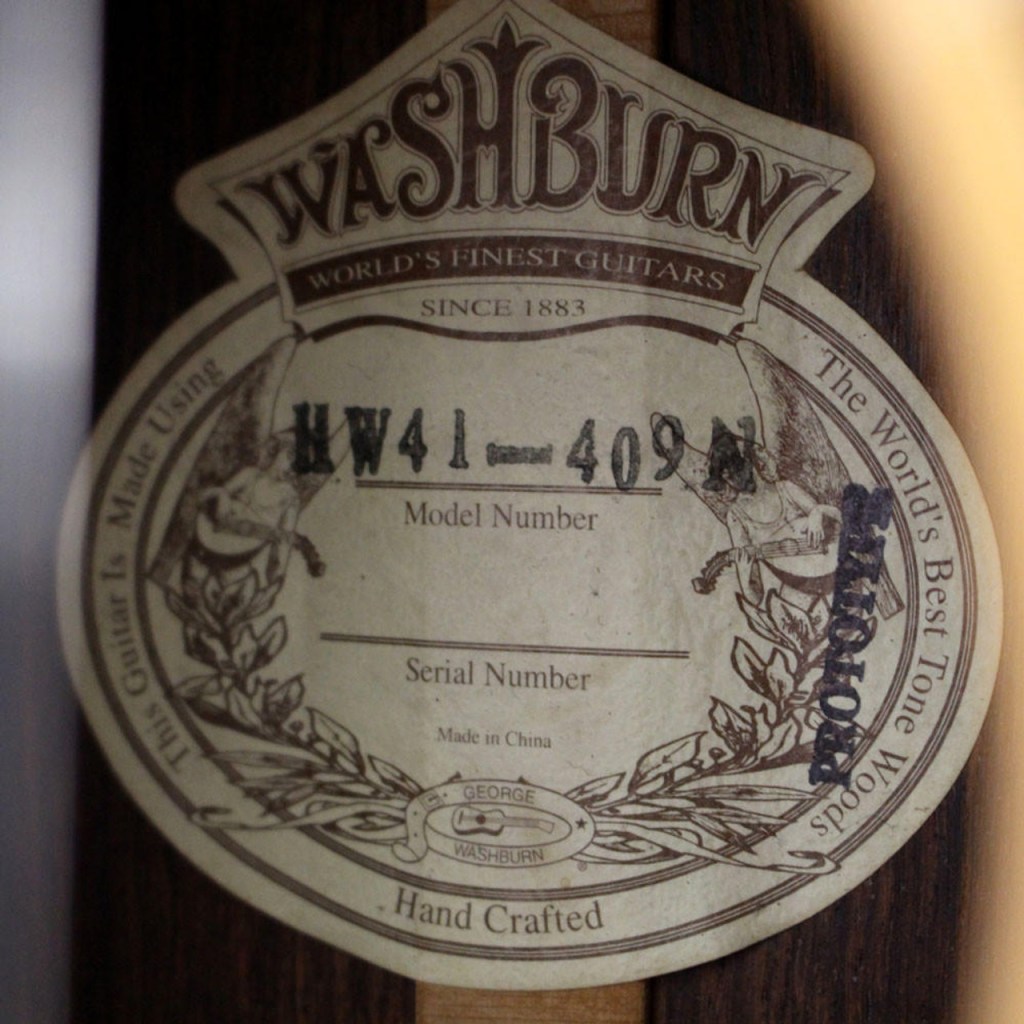 WASHBURN
WORLD'S FINEST GUITARS
SINCE 1883
This Guitar Is Made Using
The World's Best Tone Woods
HW41-409N
Model Number
PROTOTYPE
Serial Number
Made in China
GEORGE
WASHBURN
Hand Crafted